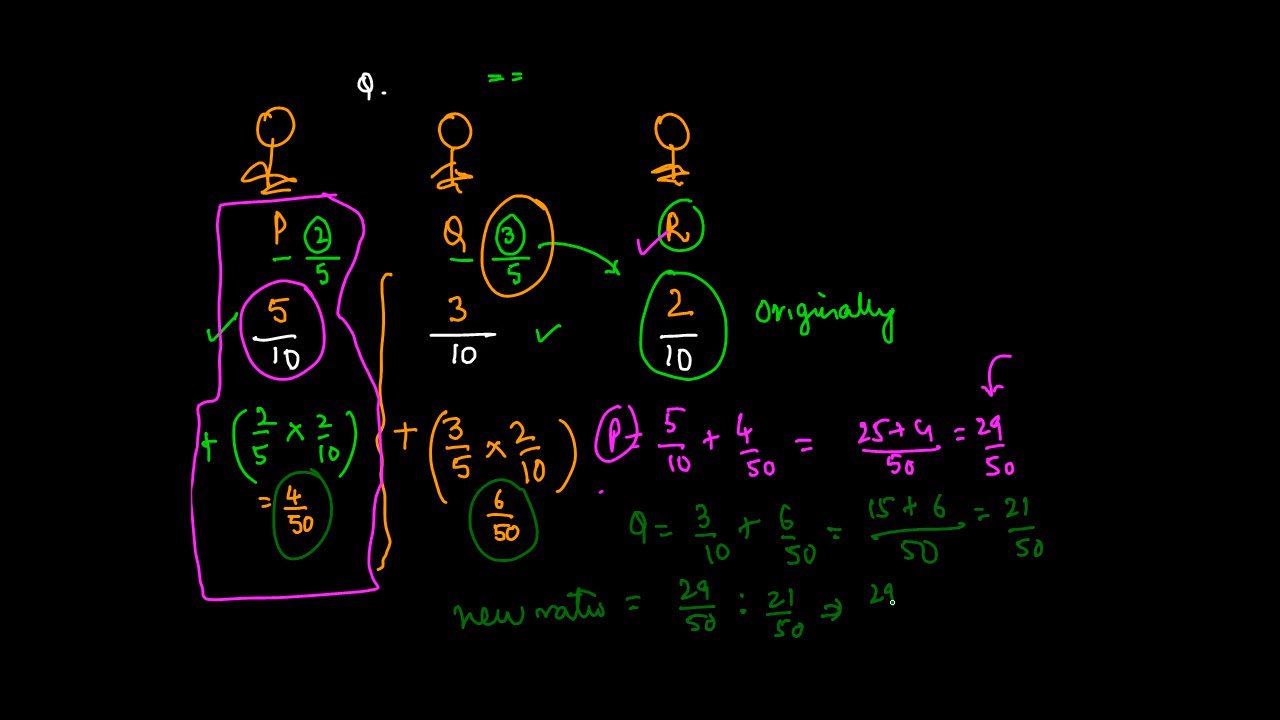 Q. ==
P 2/5 Q 3/5 R
5/10 3/10 2/10 originally
+ (2/5 × 2/10) + (3/5 × 2/10) P = 5/10 + 4/50 = 25+4/50 = 29/50
= 4/50 6/50 Q = 3/10 + 6/50 = 15+6/50 = 21/50
new ratio = 29/50 : 21/50 ⇒ 29